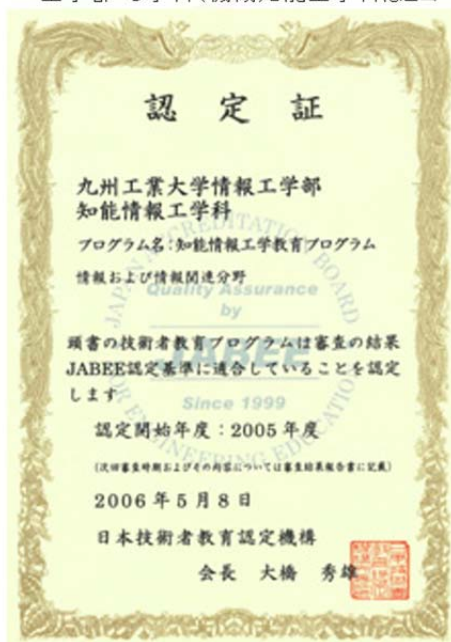 認定証
九州工業大学情報工学部
知能情報工学科
プログラム名:知能情報工学教育プログラム
情報および情報関連分野
JAPAN ACCREDITATION BOARD
Quality Assurance
by
頭書の技術者教育プログラムは審査の結果
JABEE
JABEE認定基準に適合していることを認定
します
Since 1999
FOR ENGINEERING EDUCATION
認定開始年度:2005年度
(次回審査時期およびその内容については審査結果報告書に記載)
2006年5月8日
日本技術者教育認定機構
会長 大橋 秀雄